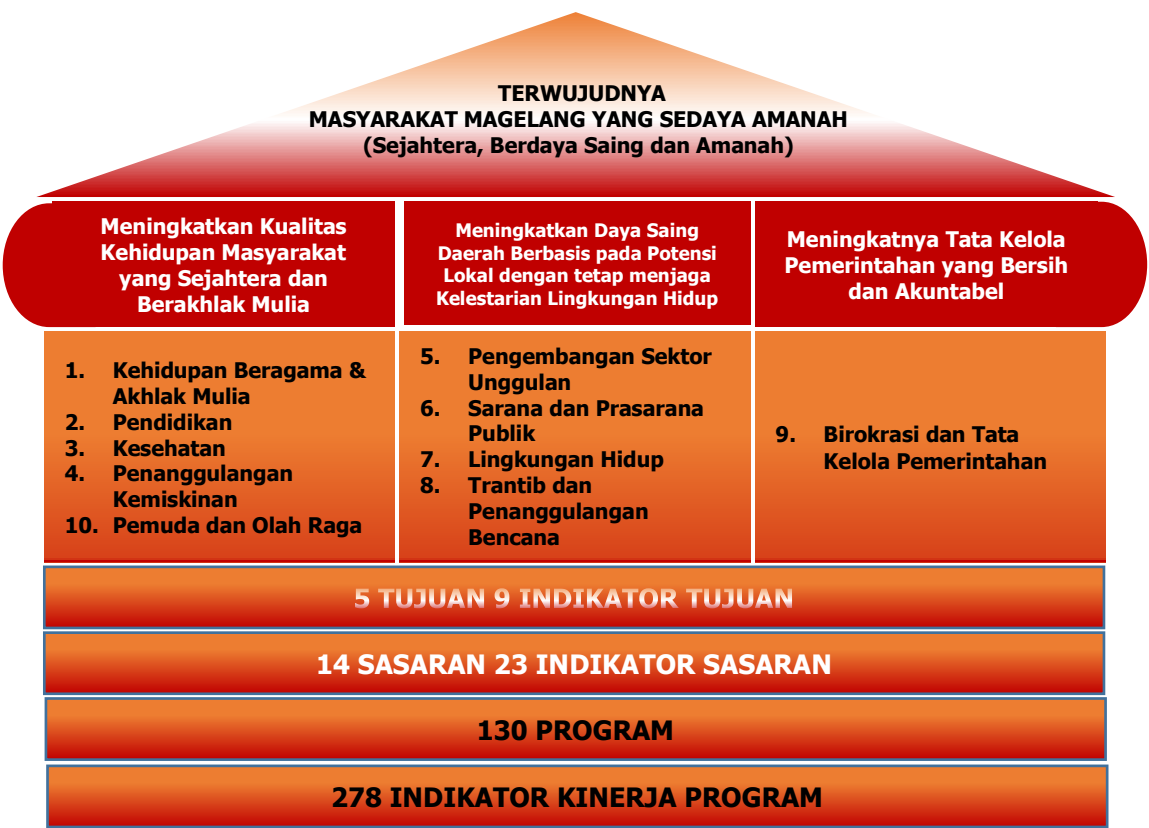 TERWUJUDNYA
MASYARAKAT MAGELANG YANG SEDAYA AMANAH
(Sejahtera, Berdaya Saing dan Amanah)
Meningkatkan Kualitas
Kehidupan Masyarakat
yang Sejahtera dan
Berakhlak Mulia
Meningkatkan Daya Saing
Daerah Berbasis pada Potensi
Lokal dengan tetap menjaga
Kelestarian Lingkungan Hidup
Meningkatnya Tata Kelola
Pemerintahan yang Bersih
dan Akuntabel
1. Kehidupan Beragama &
Akhlak Mulia
2. Pendidikan
3. Kesehatan
4. Penanggulangan
Kemiskinan
10. Pemuda dan Olah Raga
5. Pengembangan Sektor
Unggulan
6. Sarana dan Prasarana
Publik
7. Lingkungan Hidup
8. Trantib dan
Penanggulangan
Bencana
9. Birokrasi dan Tata
Kelola Pemerintahan
5 TUJUAN 9 INDIKATOR TUJUAN
14 SASARAN 23 INDIKATOR SASARAN
130 PROGRAM
278 INDIKATOR KINERJA PROGRAM